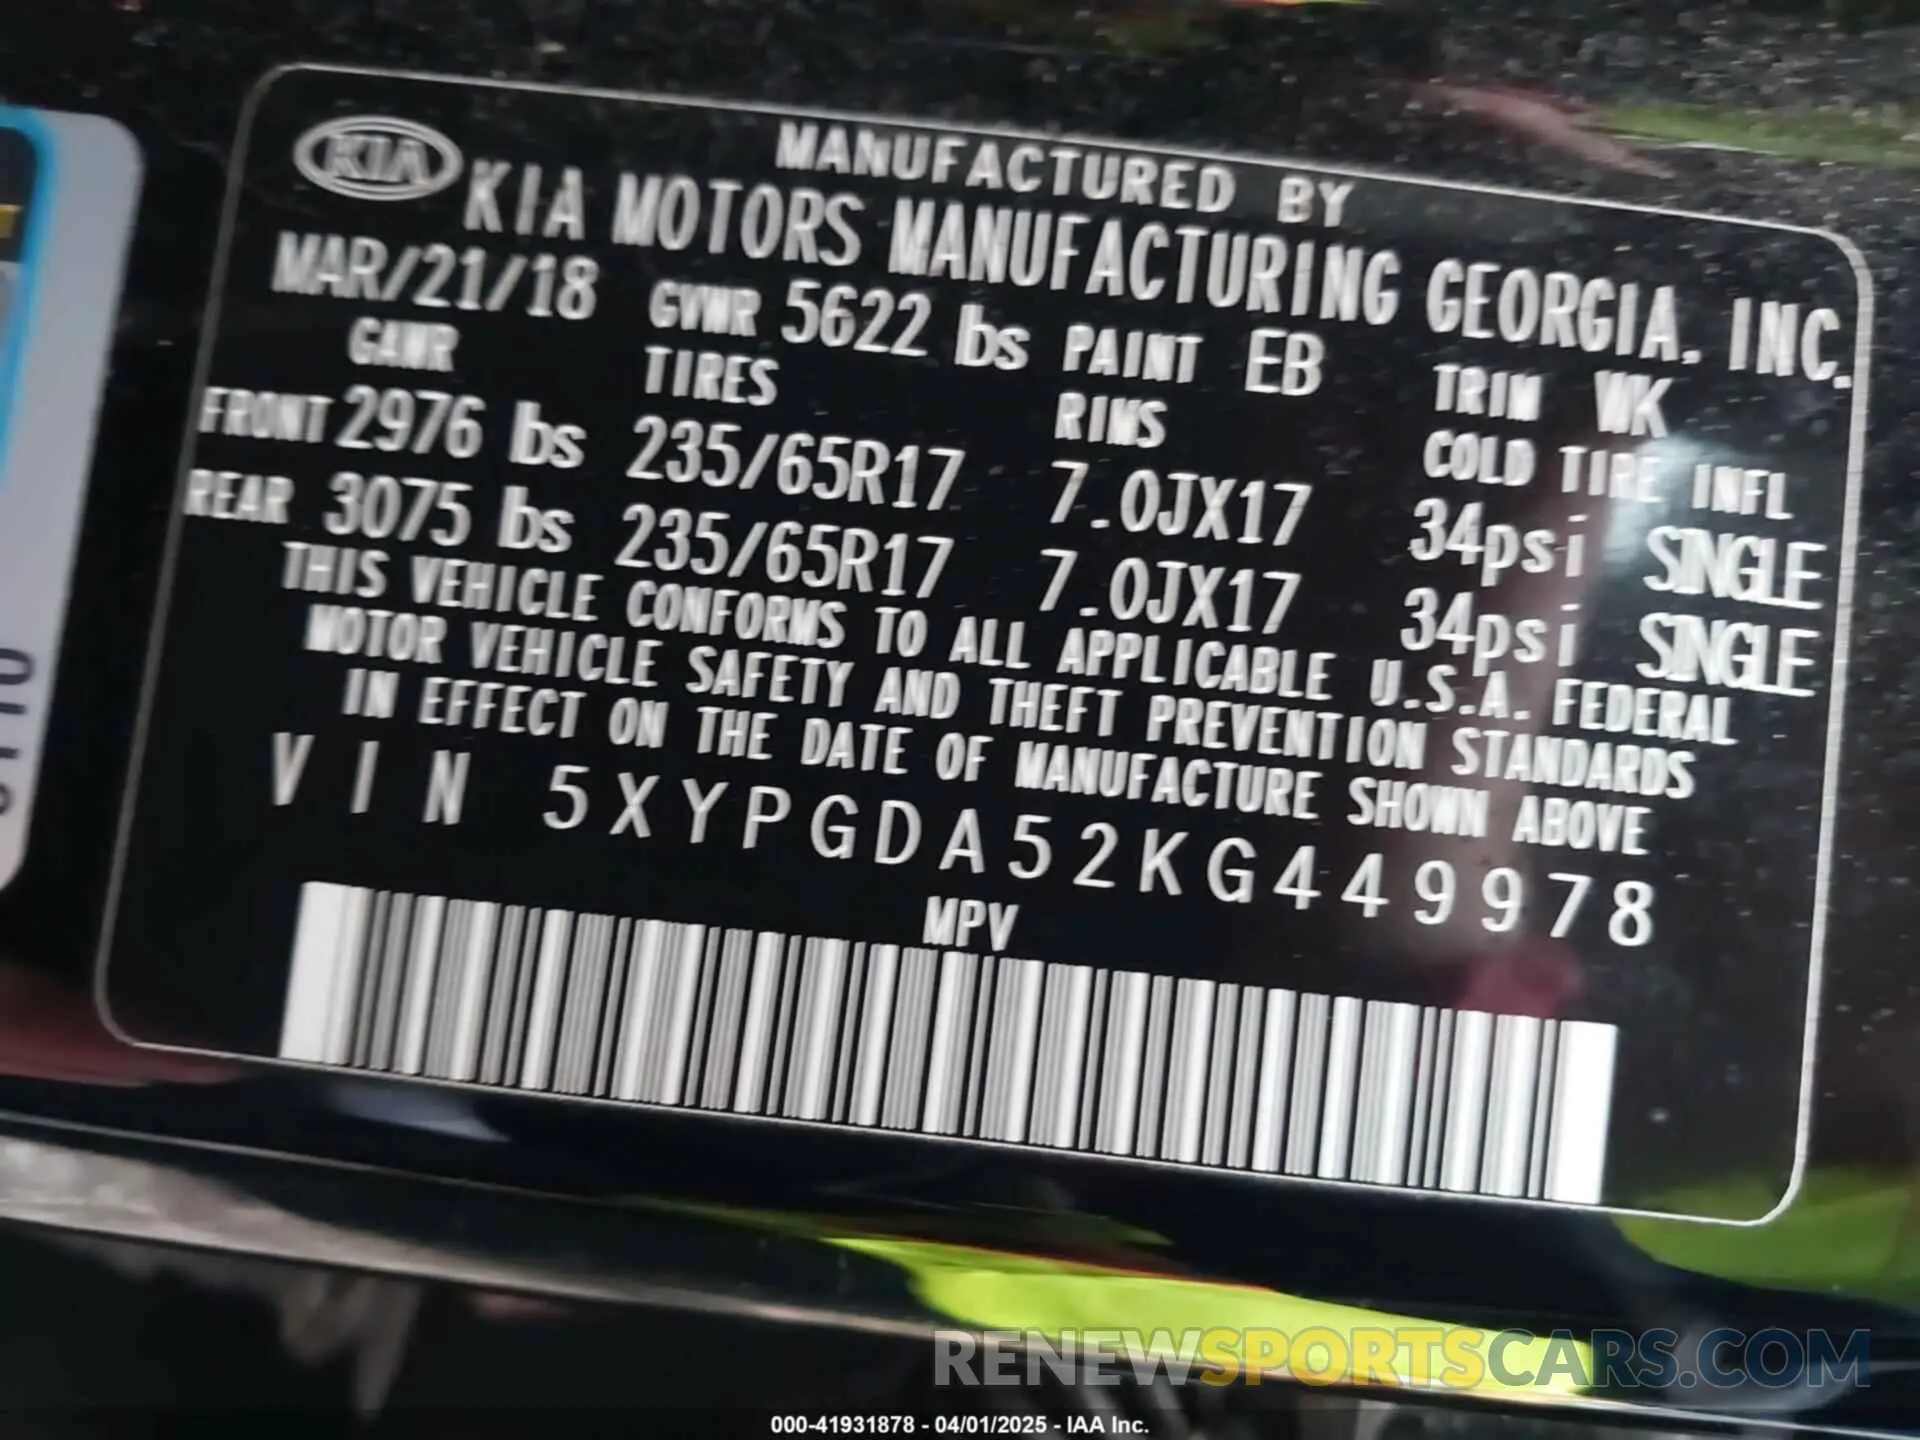 KIA
MANUFACTURED BY
KIA MOTORS MANUFACTURING GEORGIA, INC.
MAR/21/18 GVWR 5622 lbs PAINT EB TRIM WK
GAWR TIRES RIMS COLD TIRE INFL
FRONT 2976 lbs 235/65R17 7.0JX17 34psi SINGLE
REAR 3075 lbs 235/65R17 7.0JX17 34psi SINGLE
THIS VEHICLE CONFORMS TO ALL APPLICABLE U.S.A. FEDERAL
MOTOR VEHICLE SAFETY AND THEFT PREVENTION STANDARDS
IN EFFECT ON THE DATE OF MANUFACTURE SHOWN ABOVE
VIN 5XYPGDA52KG449978
MPV
RENEWSPORTSCARS.COM
000-41931878 - 04/01/2025 - IAA Inc.